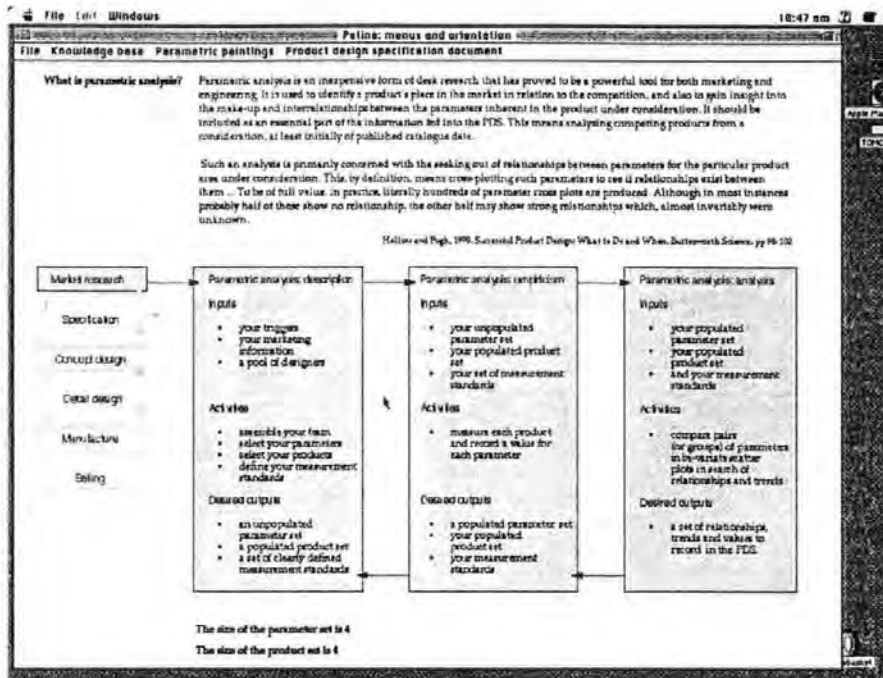 File Edit Windows
10:47 am
Patina: menus and orientation
File Knowledge base Parametric paintings Product design specification document
What is parametric analysis?
Parametric analysis is an inexpensive form of desk research that has proved to be a powerful tool for both marketing and
engineering. It is used to identify a product's place in the market in relation to the competition, and also to gain insight into
the make-up and interrelationships between the parameters inherent in the product under consideration. It should be
included as an essential part of the information fed into the PDS. This means analysing competing products from a
consideration, at least initially of published catalogue data.
Such an analysis is primarily concerned with the seeking out of relationships between parameters for the particular product
area under consideration. This, by definition, means cross-plotting such parameters to see if relationships exist between
them ... To be of full value, in practice, literally hundreds of parameter cross plots are produced. Although in most instances
probably half of these show no relationship, the other half may show strong relationships which, almost invariably were
unknown.
and Pugh, 1990, Successful Product Design: What to Do and When, Butterworth Science, pp 98-102
Market research
Specification
Concept design
Detail design
Manufacture
Selling
Parametric analysis: description
Inputs
• your triggers
• your marketing
information
• a pool of designers
Activities
• assemble your team
• select your parameters
• select your products
• define your measurement
standards
Desired outputs
• an unpopulated
parameter set
• a populated product set
• a set of clearly defined
measurement standards
Parametric analysis: empiricism
Inputs
• your unpopulated
parameter set
• your populated product
set
• your set of measurement
standards
Activities
• measure each product
and record a value for
each parameter
Desired outputs
• a populated parameter set
• your populated
product set
• your measurement
standards
Parametric analysis: analysis
Inputs
• your populated
parameter set
• your populated
product set
• and your measurement
standards
Activities
• compare pairs
(or groups) of parameters
in bi-variate scatter
plots in search of
relationships and trends
Desired outputs
• a set of relationships,
trends and values to
record in the PDS.
The size of the parameter set is 4
The size of the product set is 4